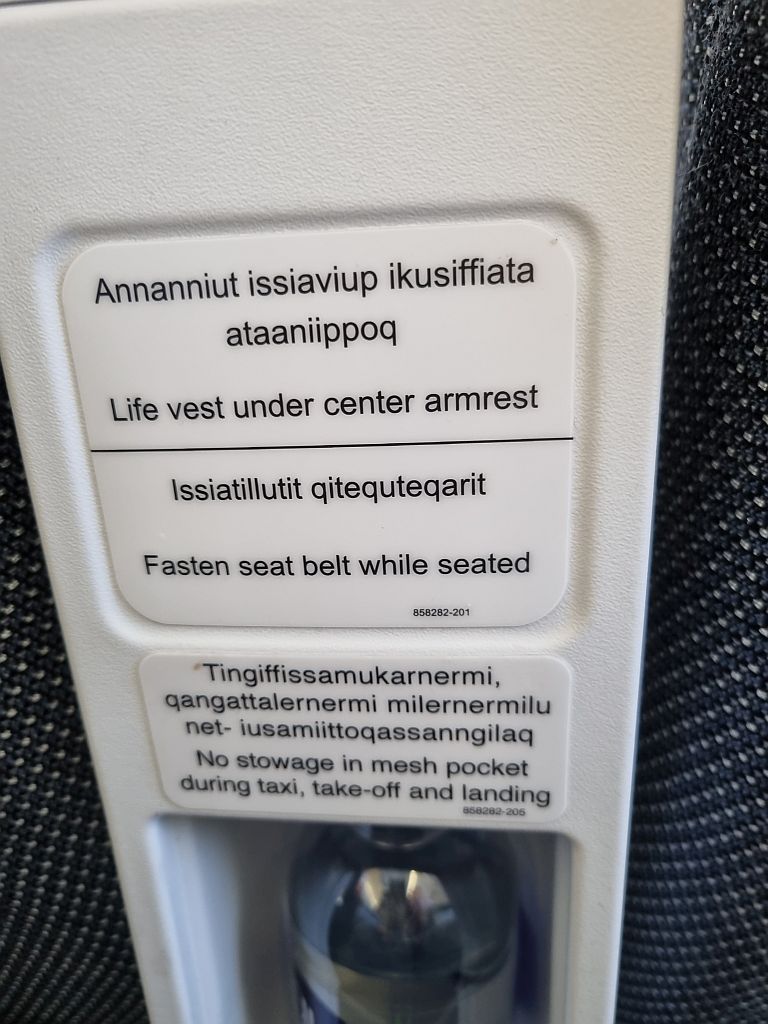 Annanniut issiaviup ikusiffiata
ataaniippoq
Life vest under center armrest
Issiatillutit qitequteqarit
Fasten seat belt while seated
858282-201
Tingiffissamukarnermi,
qangattalernermi milernermilu
net- iusamiittoqassanngilaq
No stowage in mesh pocket
during taxi, take-off and landing
858282-205